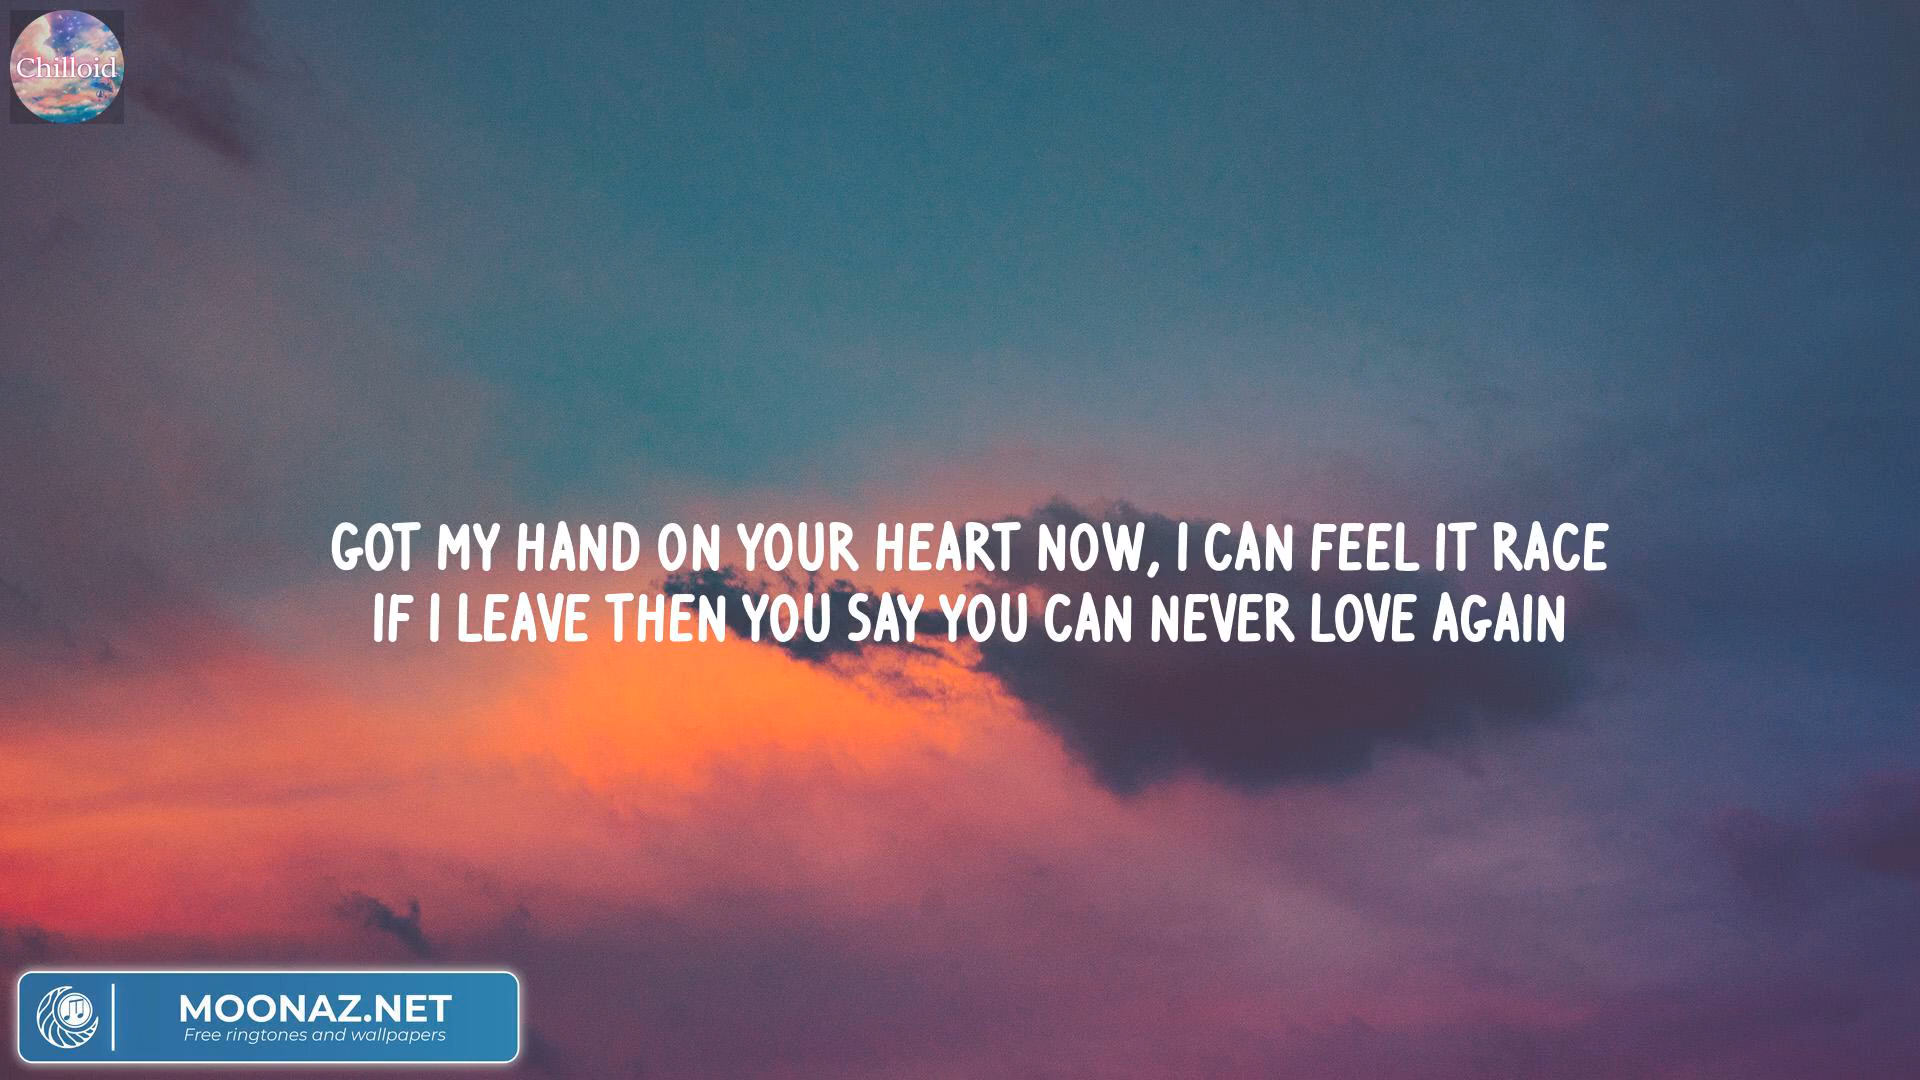 Chilloid
GOT MY HAND ON YOUR HEART NOW, I CAN FEEL IT RACE
IF I LEAVE THEN YOU SAY YOU CAN NEVER LOVE AGAIN
MOONAZ.NET
Free ringtones and wallpapers